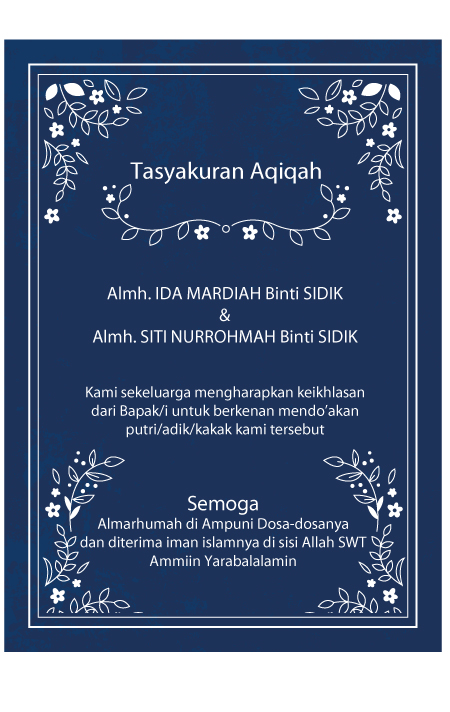 Tasyakuran Aqiqah
Almh. IDA MARDIAH Binti SIDIK
&
Almh. SITI NURROHMAH Binti SIDIK
Kami sekeluarga mengharapkan keikhlasan
dari Bapak/i untuk berkenan mendo'akan
putri/adik/kakak kami tersebut
Semoga
Almarhumah di Ampuni Dosa-dosanya
dan diterima iman islamnya di sisi Allah SWT
Ammiin Yarabalalamin